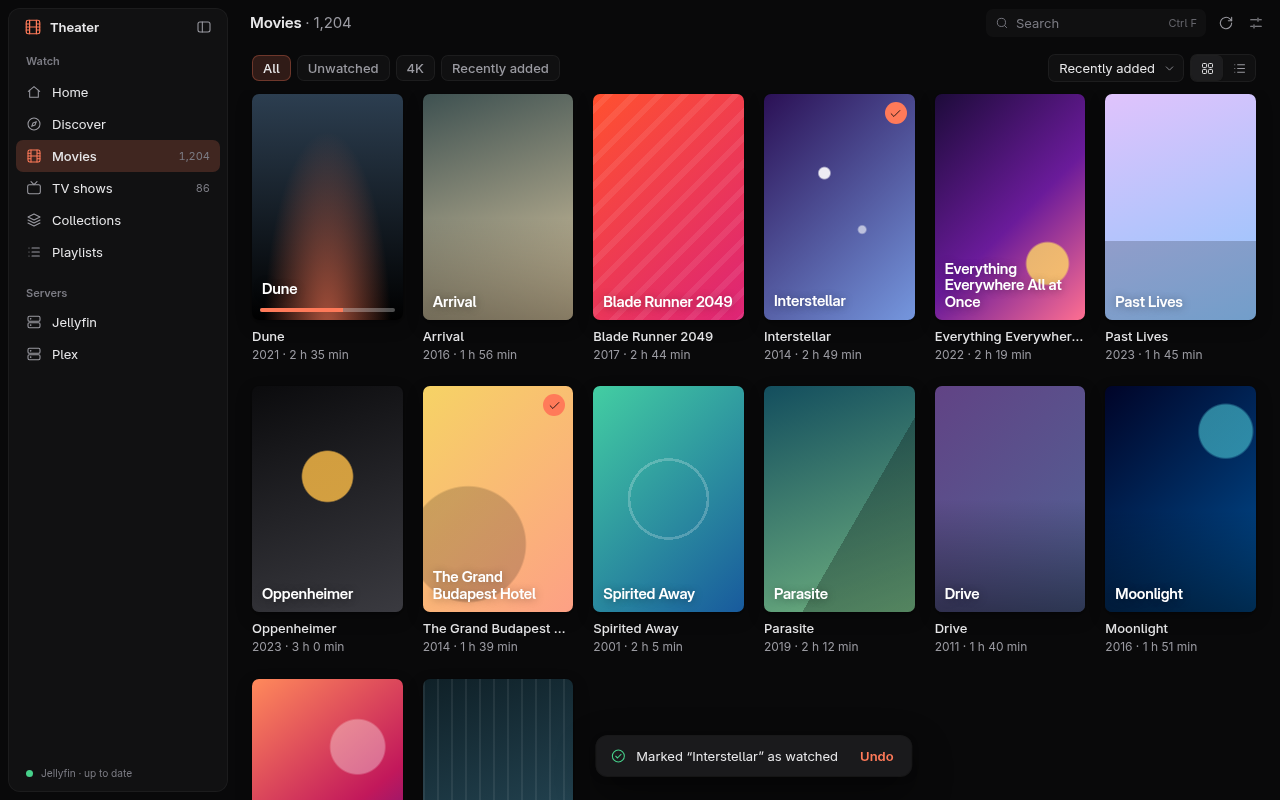 Theater
Watch
Home
Discover
Movies 1,204
TV shows 86
Collections
Playlists
Servers
Jellyfin
Plex
Jellyfin · up to date
Movies · 1,204
Search Ctrl F
All Unwatched 4K Recently added
Recently added
Dune
Arrival
Blade Runner 2049
Interstellar
Everything
Everywhere All at
Once
Past Lives
Dune
2021 · 2 h 35 min
Arrival
2016 · 1 h 56 min
Blade Runner 2049
2017 · 2 h 44 min
Interstellar
2014 · 2 h 49 min
Everything Everywher...
2022 · 2 h 19 min
Past Lives
2023 · 1 h 45 min
Oppenheimer
The Grand
Budapest Hotel
Spirited Away
Parasite
Drive
Moonlight
Oppenheimer
2023 · 3 h 0 min
The Grand Budapest ...
2014 · 1 h 39 min
Spirited Away
2001 · 2 h 5 min
Parasite
2019 · 2 h 12 min
Drive
2011 · 1 h 40 min
Moonlight
2016 · 1 h 51 min
Marked “Interstellar” as watched Undo